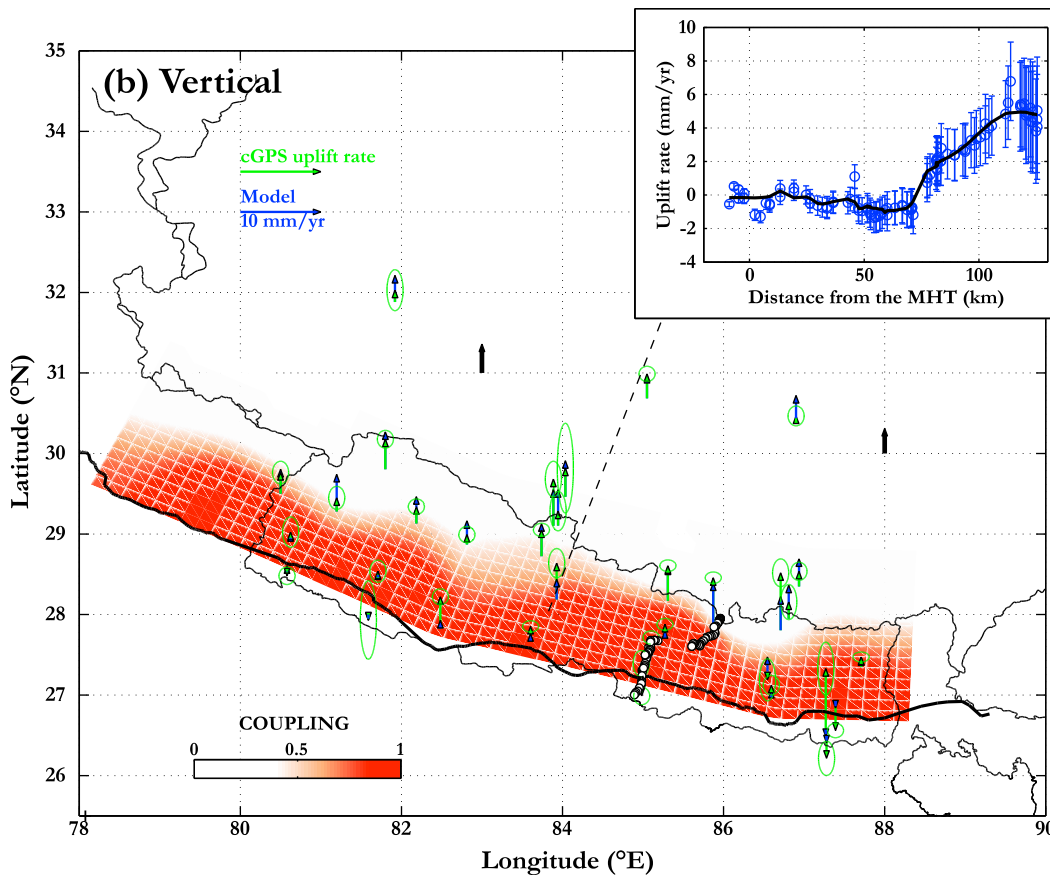 (b) Vertical
cGPS uplift rate
Model
10 mm/yr
COUPLING
0 0.5 1
35
34
33
32
31
30
29
28
27
26
Latitude (°N)
78 80 82 84 86 88 90
Longitude (°E)
10
8
6
4
2
0
-2
-4
Uplift rate (mm/yr)
0 50 100
Distance from the MHT (km)